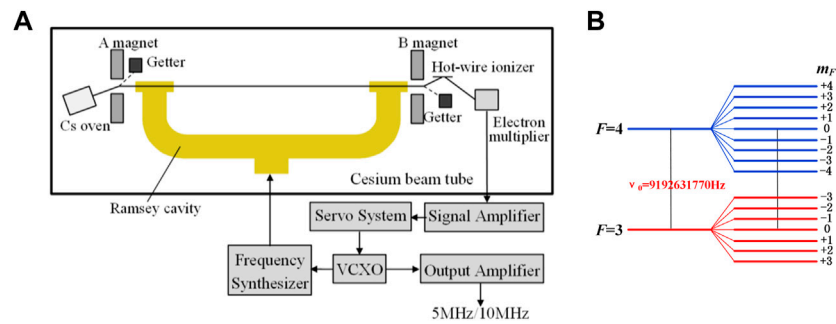 A
A magnet
Getter
B magnet
Hot-wire ionizer
Cs oven
Getter
Electron
multiplier
Ramsey cavity
Cesium beam tube
Servo System
Signal Amplifier
Frequency
Synthesizer
VCXO
Output Amplifier
5MHz/10MHz
B
mF
F=4
+4
+3
+2
+1
0
−1
−2
−3
−4
ν0=9192631770Hz
F=3
−3
−2
−1
0
+1
+2
+3